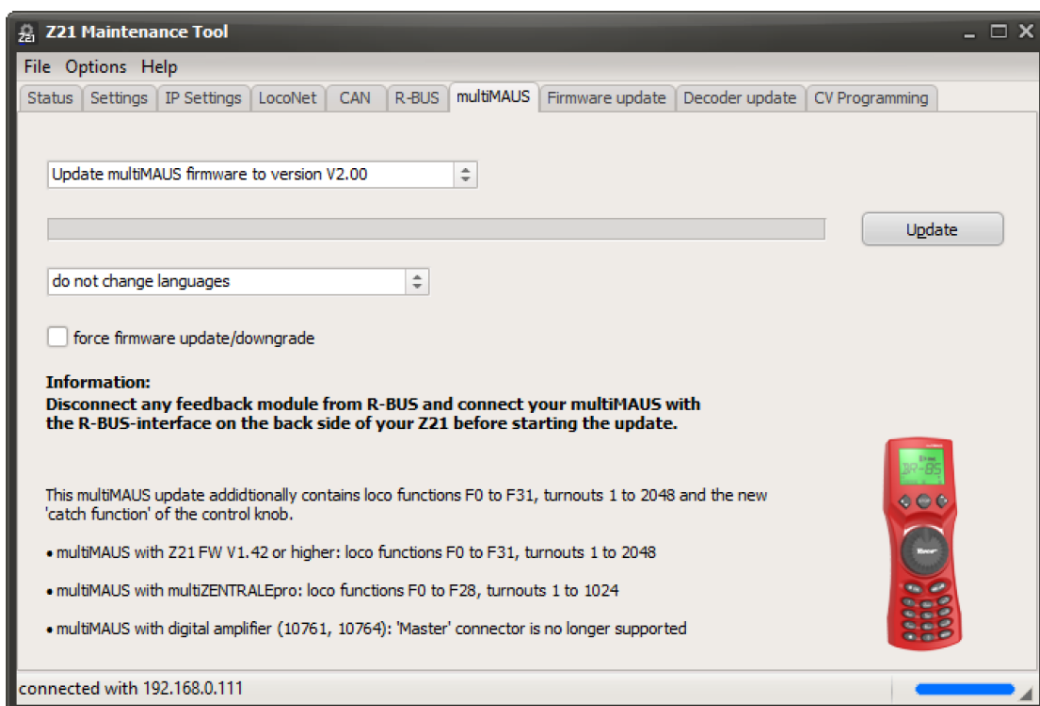 Z21 Maintenance Tool
File Options Help
Status Settings IP Settings LocoNet CAN R-BUS multiMAUS Firmware update Decoder update CV Programming
Update multiMAUS firmware to version V2.00
Update
do not change languages
force firmware update/downgrade
Information:
Disconnect any feedback module from R-BUS and connect your multiMAUS with
the R-BUS-interface on the back side of your Z21 before starting the update.
This multiMAUS update addidtionally contains loco functions F0 to F31, turnouts 1 to 2048 and the new
'catch function' of the control knob.
• multiMAUS with Z21 FW V1.42 or higher: loco functions F0 to F31, turnouts 1 to 2048
• multiMAUS with multiZENTRALEpro: loco functions F0 to F28, turnouts 1 to 1024
• multiMAUS with digital amplifier (10761, 10764): 'Master' connector is no longer supported
BR-85
connected with 192.168.0.111